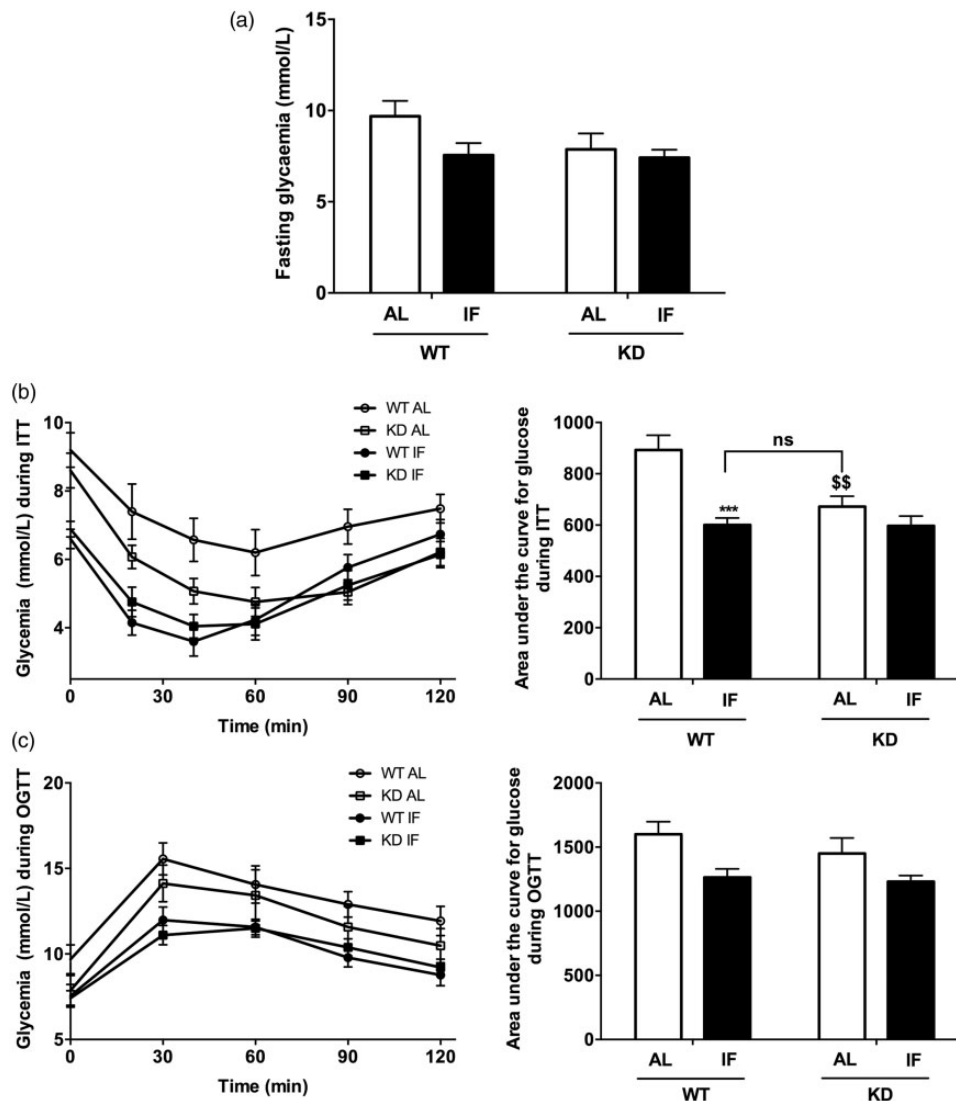 (a)
Fasting glycaemia (mmol/L)
15
10
5
0
AL IF AL IF
WT KD
(b)
Glycemia (mmol/L) during ITT
10
8
6
4
0 30 60 90 120
Time (min)
WT AL
KD AL
WT IF
KD IF
Area under the curve for glucose
during ITT
1000
800
600
400
200
0
ns
***
$$
AL IF AL IF
WT KD
(c)
Glycemia (mmol/L) during OGTT
20
15
10
5
0 30 60 90 120
Time (min)
WT AL
KD AL
WT IF
KD IF
Area under the curve for glucose
during OGTT
2000
1500
1000
500
0
AL IF AL IF
WT KD